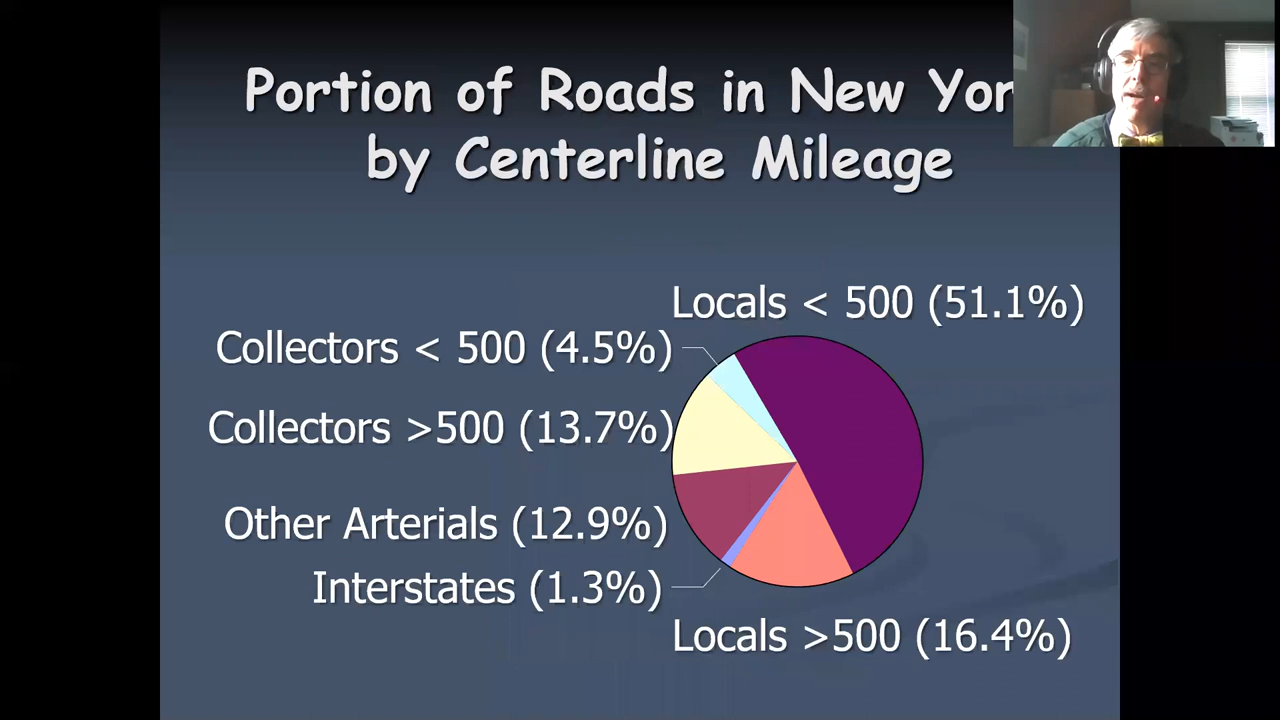 Portion of Roads in New
by Centerline Mileage
Locals < 500 (51.1%)
Collectors < 500 (4.5%)
Collectors >500 (13.7%)
Other Arterials (12.9%)
Interstates (1.3%)
Locals >500 (16.4%)